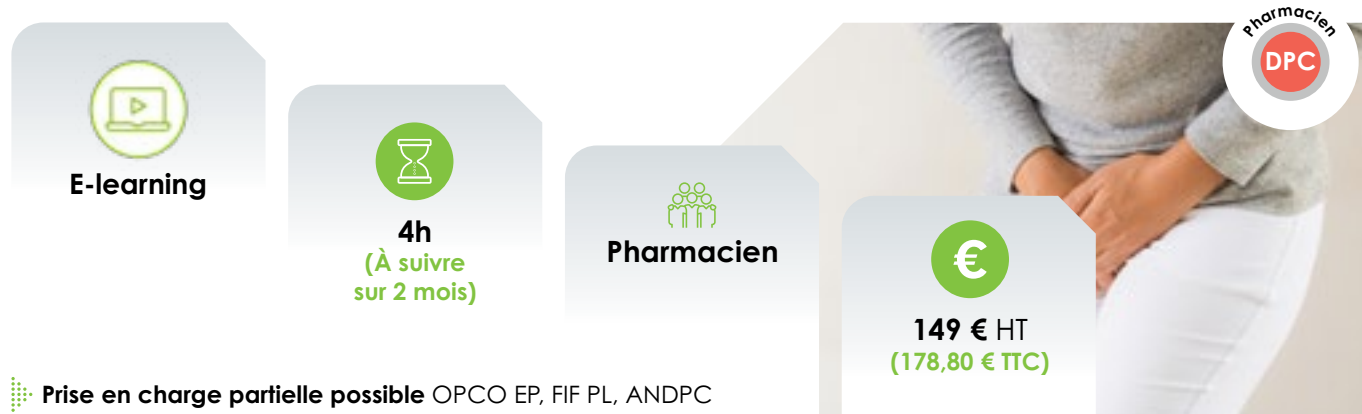 Pharmacien
DPC
E-learning
4h
(À suivre
sur 2 mois)
Pharmacien
€
149 € HT
(178,80 € TTC)
Prise en charge partielle possible OPCO EP, FIF PL, ANDPC